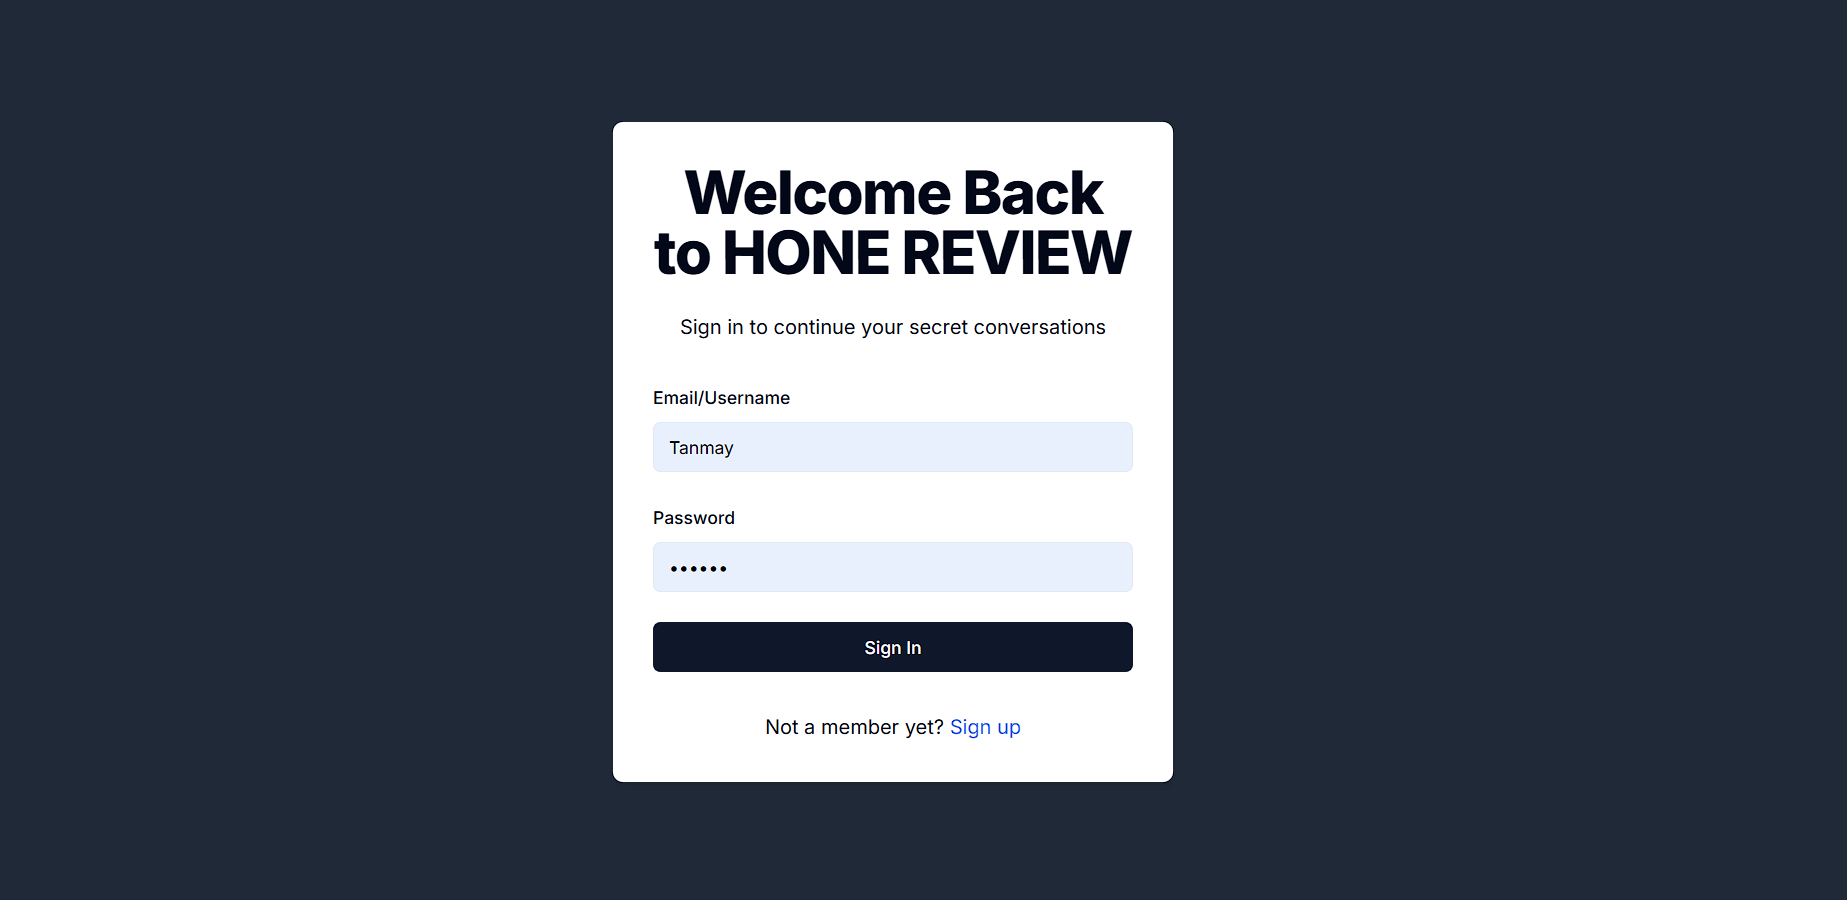 Welcome Back
to HONE REVIEW
Sign in to continue your secret conversations
Email/Username
Tanmay
Password
••••••
Sign In
Not a member yet? Sign up